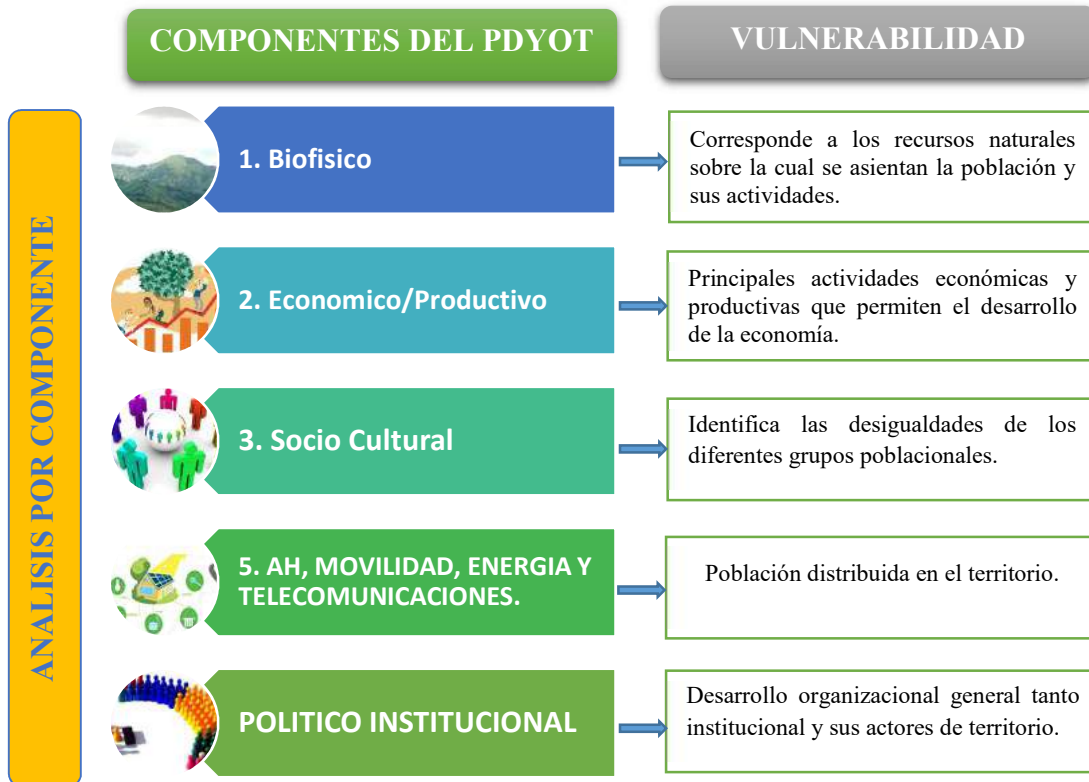 COMPONENTES DEL PDYOT
VULNERABILIDAD
ANALISIS POR COMPONENTE
1. Biofisico
Corresponde a los recursos naturales
sobre la cual se asientan la población y
sus actividades.
2. Economico/Productivo
Principales actividades económicas y
productivas que permiten el desarrollo
de la economía.
3. Socio Cultural
Identifica las desigualdades de los
diferentes grupos poblacionales.
5. AH, MOVILIDAD, ENERGIA Y
TELECOMUNICACIONES.
Población distribuida en el territorio.
POLITICO INSTITUCIONAL
Desarrollo organizacional general tanto
institucional y sus actores de territorio.